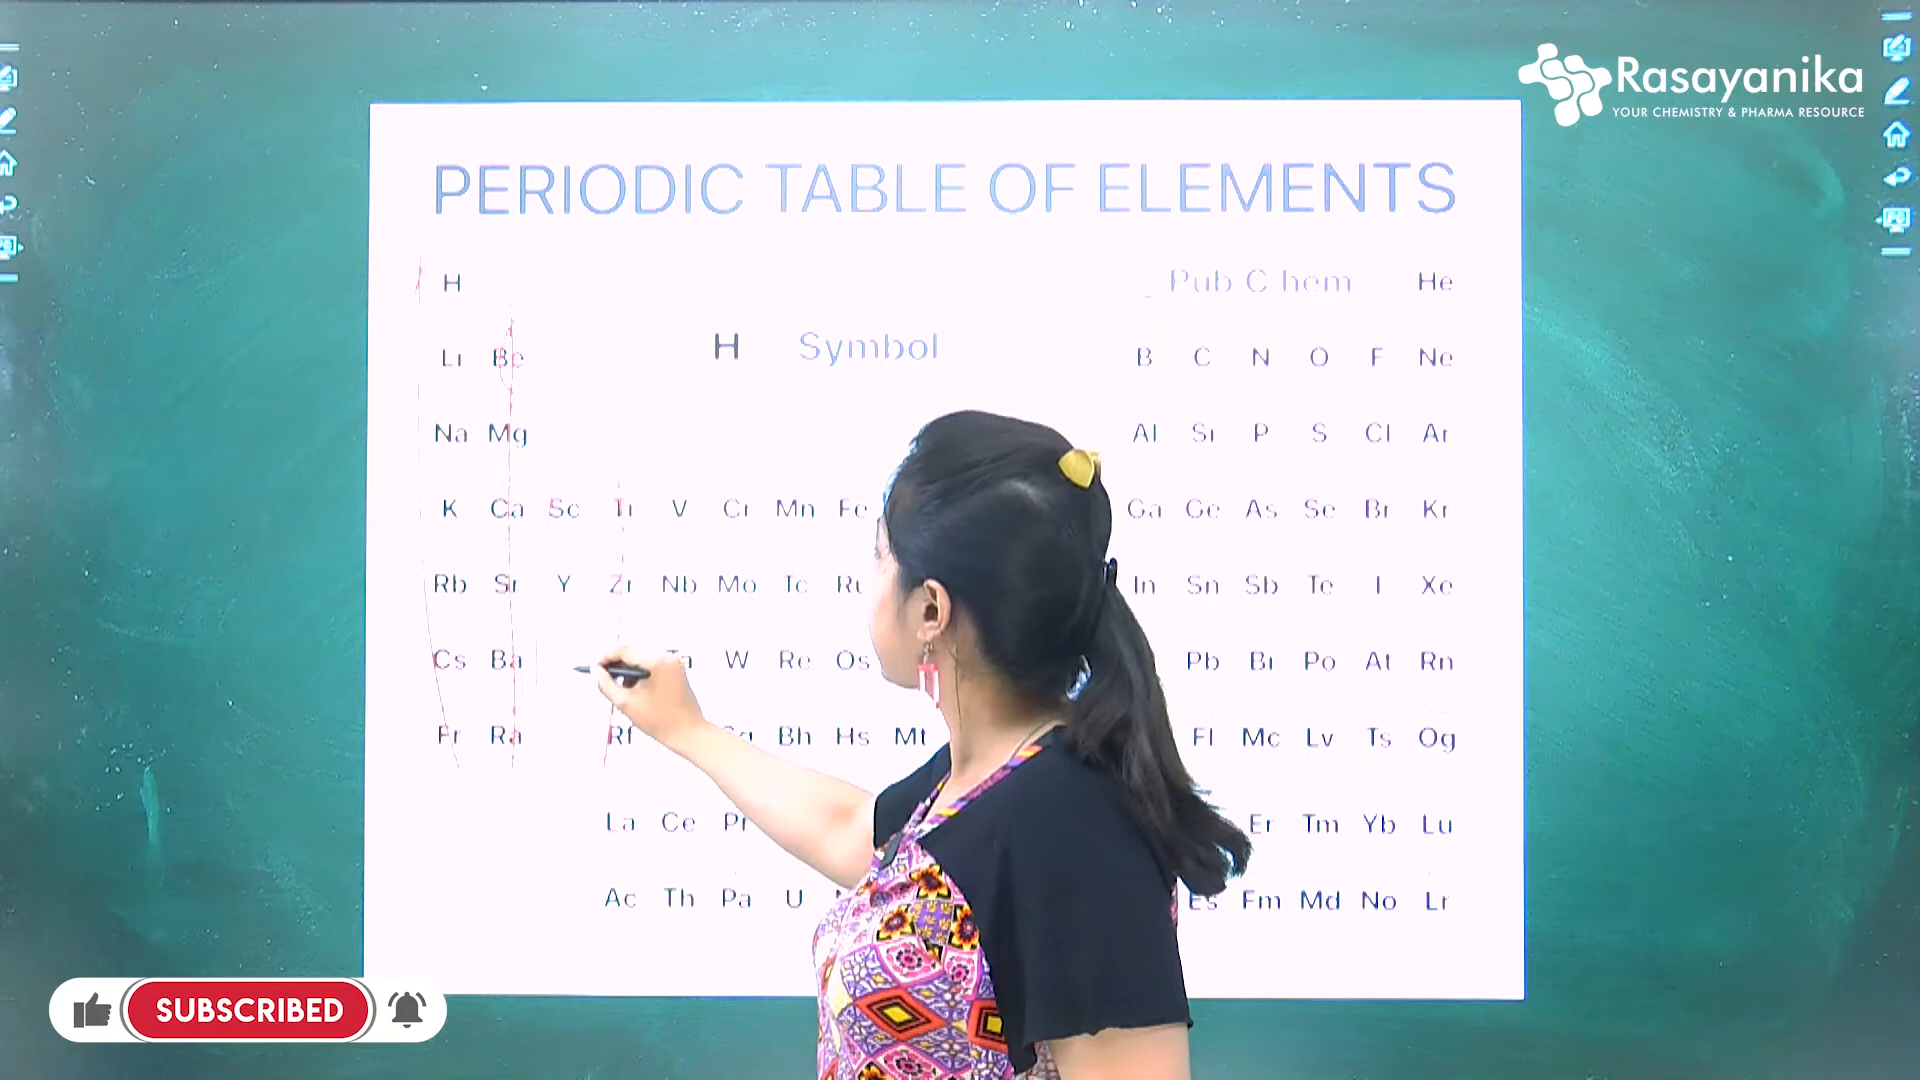 Rasayanika
YOUR CHEMISTRY & PHARMA RESOURCE
PERIODIC TABLE OF ELEMENTS
H Pub Chem He
H Symbol
Li Be B C N O F Ne
Na Mg Al Si P S Cl Ar
K Ca Sc Ti V Cr Mn Fe Ga Ge As Se Br Kr
Rb Sr Y Zr Nb Mo Tc Ru In Sn Sb Te I Xe
Cs Ba Ta W Re Os Pb Bi Po At Rn
Fr Ra Rf Sg Bh Hs Mt Fl Mc Lv Ts Og
La Ce Pr Er Tm Yb Lu
Ac Th Pa U Es Fm Md No Lr
SUBSCRIBED